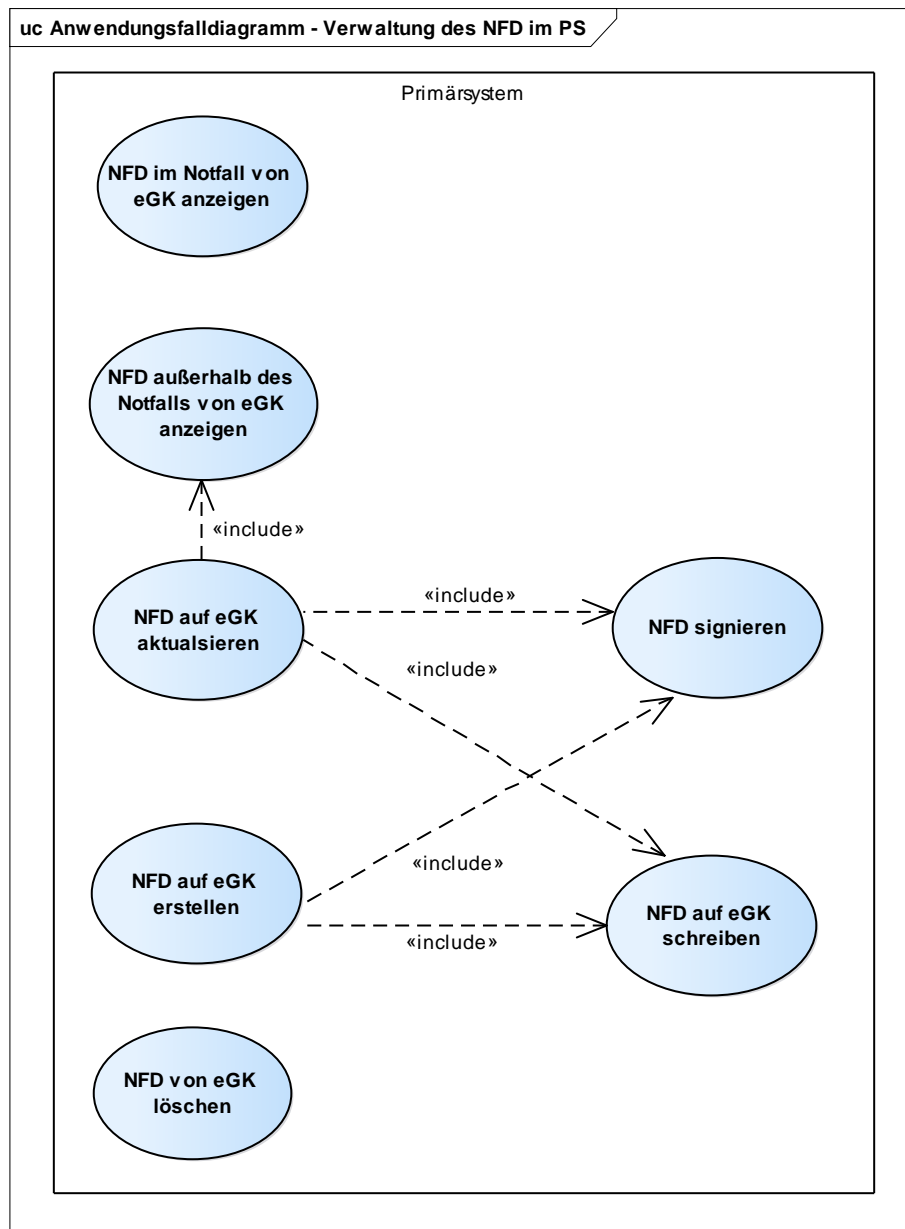 uc Anwendungsfalldiagramm - Verwaltung des NFD im PS
Primärsystem
NFD im Notfall von
eGK anzeigen
NFD außerhalb des
Notfalls von eGK
anzeigen
«include»
NFD auf eGK
aktualsieren
«include»
NFD signieren
«include»
NFD auf eGK
erstellen
«include»
«include»
NFD auf eGK
schreiben
NFD von eGK
löschen